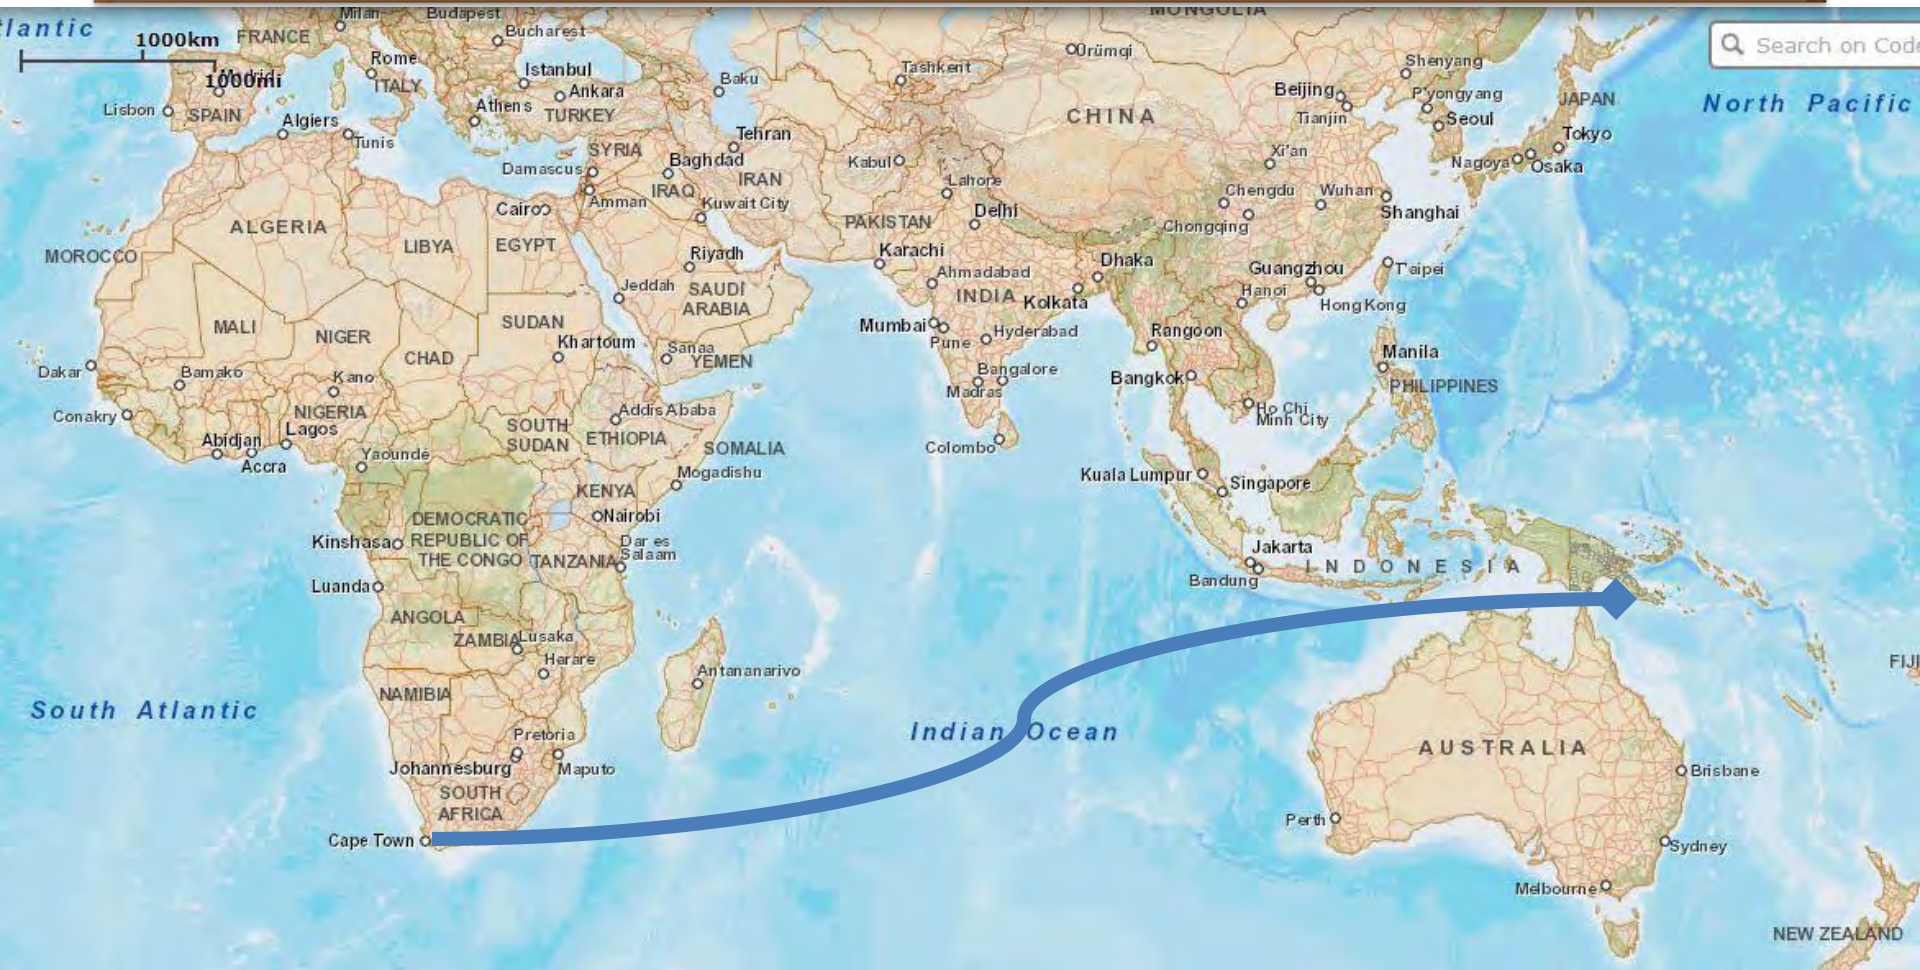 lantic
1000km
1000mi
Milan
Budapest
MONGOLIA
FRANCE
Bucharest
Ürümqi
Search on Code
Rome
ITALY
Istanbul
Ankara
TURKEY
Athens
Baku
Tashkent
Shenyang
Beijing
Tianjin
P'yongyang
Seoul
JAPAN
Tokyo
Nagoya
Osaka
North Pacific
Madrid
Lisbon
SPAIN
Algiers
Tunis
CHINA
Tehran
SYRIA
Damascus
Baghdad
IRAQ
IRAN
Kabul
Lahore
Xi'an
Amman
Kuwait City
Chengdu
Wuhan
Shanghai
Cairo
Delhi
PAKISTAN
Chongqing
MOROCCO
ALGERIA
LIBYA
EGYPT
Riyadh
Karachi
Dhaka
Guangzhou
T'aipei
Jeddah
SAUDI
ARABIA
Ahmadabad
INDIA
Kolkata
Hanoi
Hong Kong
MALI
NIGER
CHAD
SUDAN
Khartoum
Sanaa
YEMEN
Mumbai
Pune
Hyderabad
Rangoon
Manila
PHILIPPINES
Dakar
Bamako
Kano
Bangalore
Madras
Bangkok
Conakry
NIGERIA
Lagos
Abidjan
Accra
Yaoundé
SOUTH
SUDAN
Addis Ababa
ETHIOPIA
SOMALIA
Mogadishu
Colombo
Ho Chi
Minh City
Kuala Lumpur
Singapore
KENYA
Nairobi
Kinshasa
DEMOCRATIC
REPUBLIC OF
THE CONGO
TANZANIA
Dar es
Salaam
Jakarta
Bandung
INDONESIA
Luanda
ANGOLA
ZAMBIA
Lusaka
Harare
Antananarivo
FIJI
NAMIBIA
South Atlantic
Indian Ocean
Pretoria
Johannesburg
Maputo
SOUTH
AFRICA
Cape Town
AUSTRALIA
Brisbane
Perth
Sydney
Melbourne
NEW ZEALAND